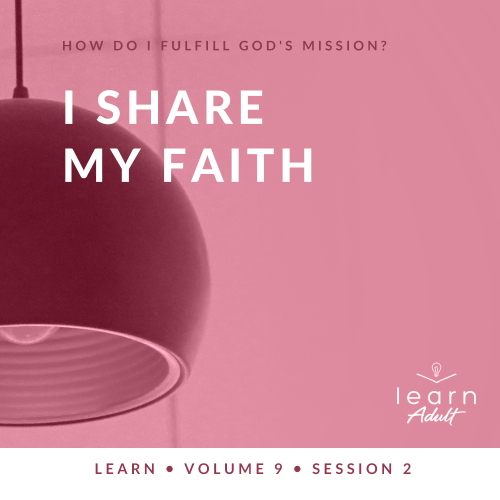 HOW DO I FULFILL GOD'S MISSION?
I SHARE
MY FAITH
learn
Adult
LEARN • VOLUME 9 • SESSION 2